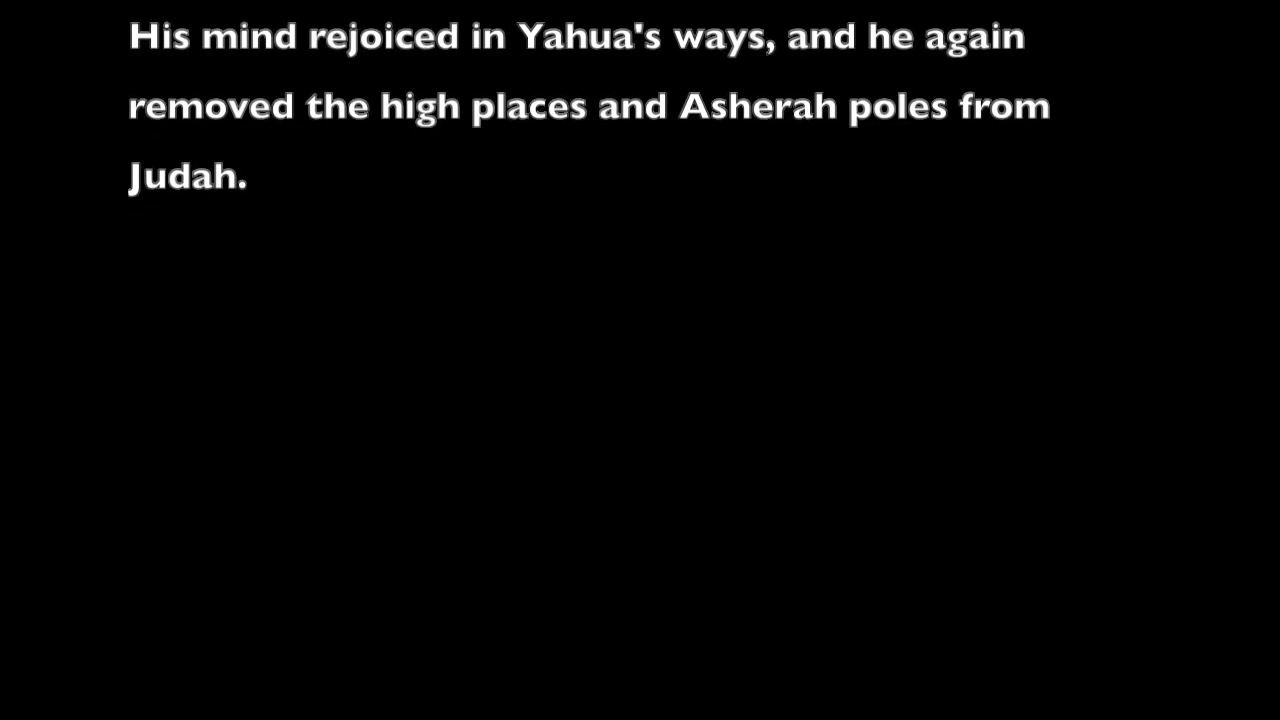 His mind rejoiced in Yahua's ways, and he again
removed the high places and Asherah poles from
Judah.